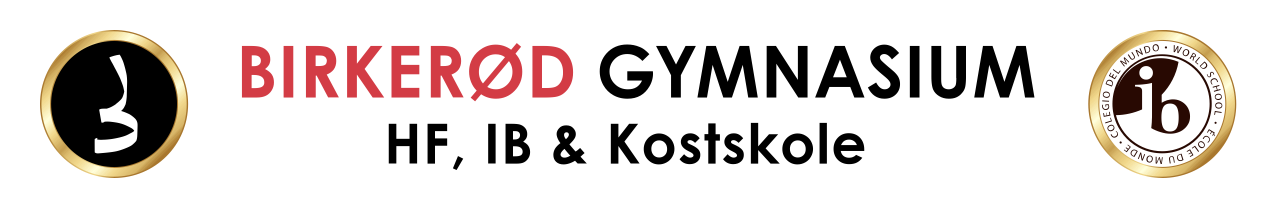 BIRKERØD GYMNASIUM
HF, IB & Kostskole
ib
WORLD SCHOOL · ECOLE DU MONDE · COLEGIO DEL MUNDO ·